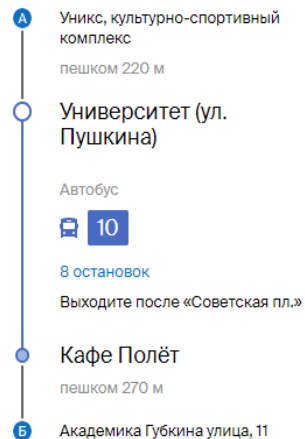 А
Уникс, культурно-спортивный
комплекс
пешком 220 м
Университет (ул.
Пушкина)
Автобус
10
8 остановок
Выходите после «Советская пл.»
Кафе Полёт
пешком 270 м
Б
Академика Губкина улица, 11